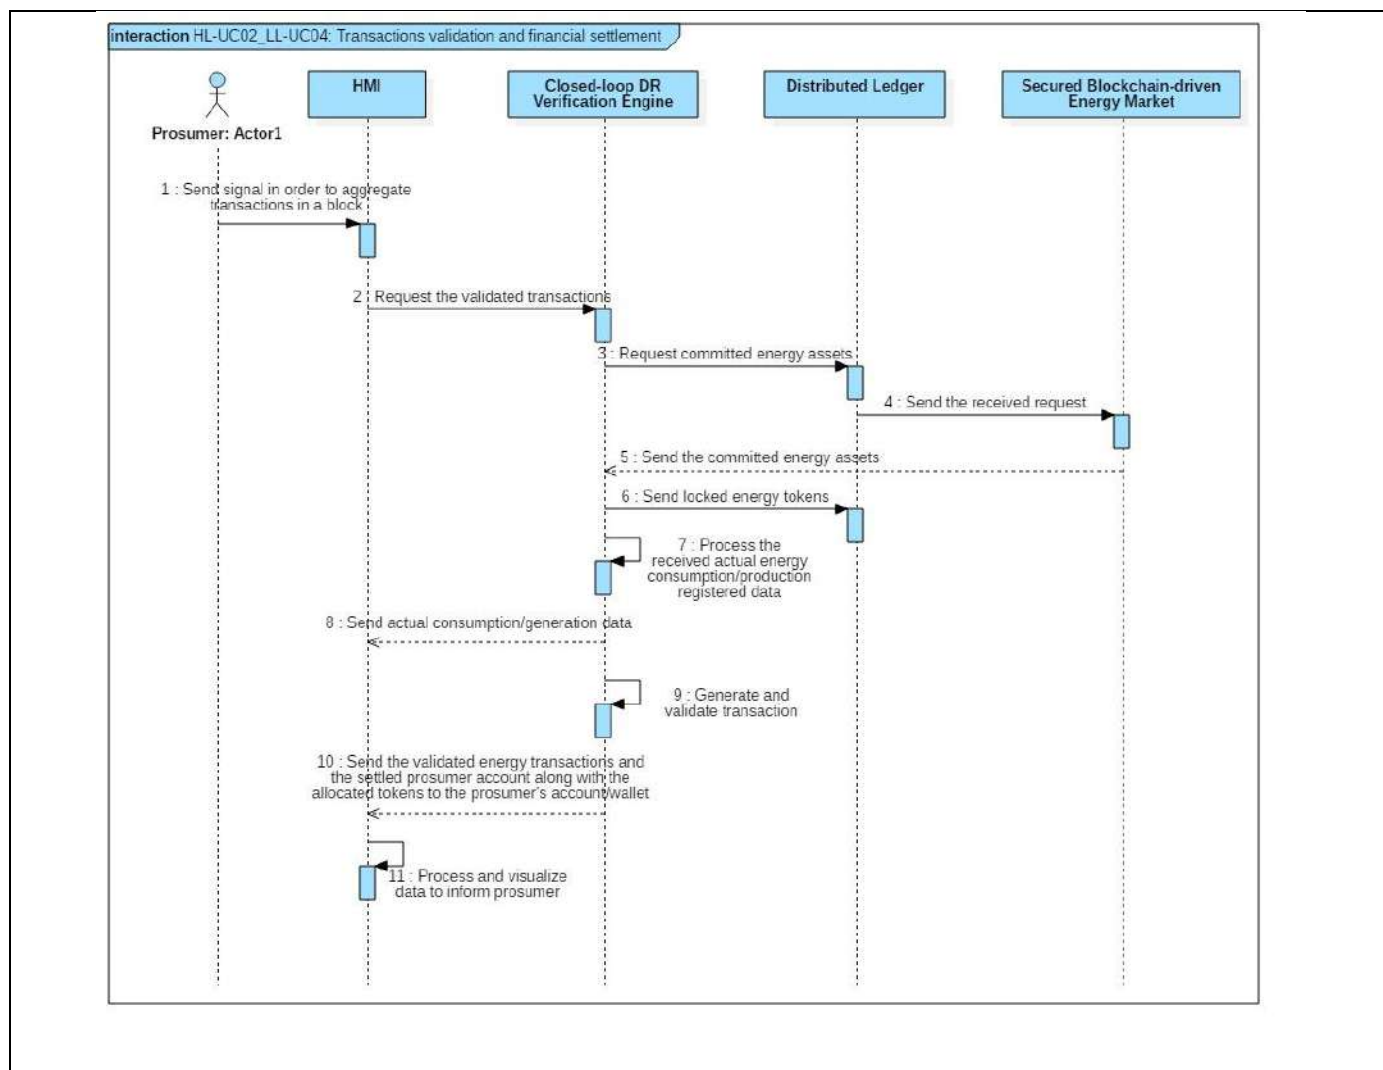 interaction HL-UC02_LL-UC04: Transactions validation and financial settlement
Prosumer: Actor1
HMI
Closed-loop DR
Verification Engine
Distributed Ledger
Secured Blockchain-driven
Energy Market
1 : Send signal in order to aggregate
transactions in a block
2 : Request the validated transactions
3 : Request committed energy assets
4 : Send the received request
5 : Send the committed energy assets
6 : Send locked energy tokens
7 : Process the
received actual energy
consumption/production
registered data
8 : Send actual consumption/generation data
9 : Generate and
validate transaction
10 : Send the validated energy transactions and
the settled prosumer account along with the
allocated tokens to the prosumer's account/wallet
11 : Process and visualize
data to inform prosumer